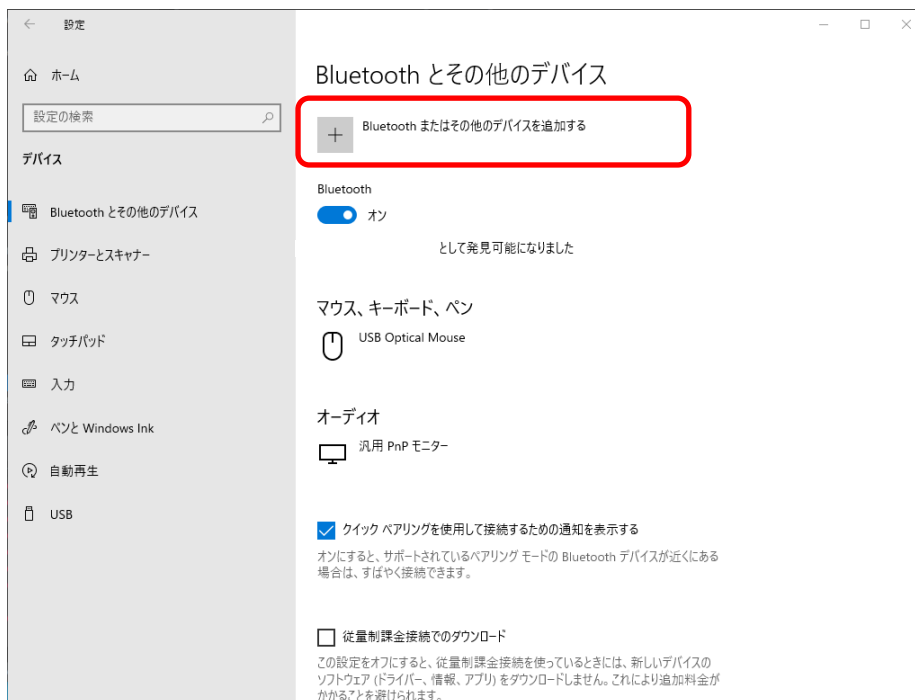 設定
ホーム
設定の検索
デバイス
Bluetooth とその他のデバイス
プリンターとスキャナー
マウス
タッチパッド
入力
ペンと Windows Ink
自動再生
USB
Bluetooth とその他のデバイス
Bluetooth またはその他のデバイスを追加する
Bluetooth
オン
として発見可能になりました
マウス、キーボード、ペン
USB Optical Mouse
オーディオ
汎用 PnP モニター
クイック ペアリングを使用して接続するための通知を表示する
オンにすると、サポートされているペアリング モードの Bluetooth デバイスが近くにある
場合は、すばやく接続できます。
従量制課金接続でのダウンロード
この設定をオフにすると、従量制課金接続を使っているときには、新しいデバイスの
ソフトウェア (ドライバー、情報、アプリ) をダウンロードしません。これにより追加料金が
かかることを避けられます。